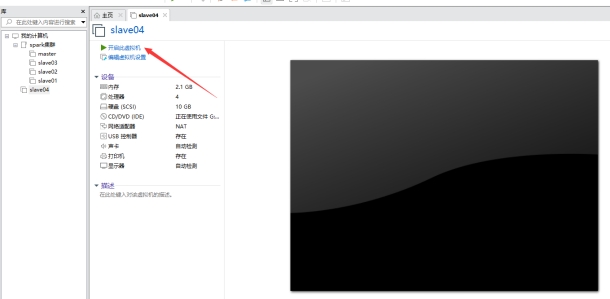 库
在此处键入内容进行搜索
我的计算机
spark集群
master
slave03
slave02
slave01
slave04
主页
slave04
slave04
开启此虚拟机
编辑虚拟机设置
设备
内存 2.1 GB
处理器 4
硬盘 (SCSI) 10 GB
CD/DVD (IDE) 正在使用文件 G:...
网络适配器 NAT
USB 控制器 存在
声卡 自动检测
打印机 存在
显示器 自动检测
描述
在此处键入对该虚拟机的描述。